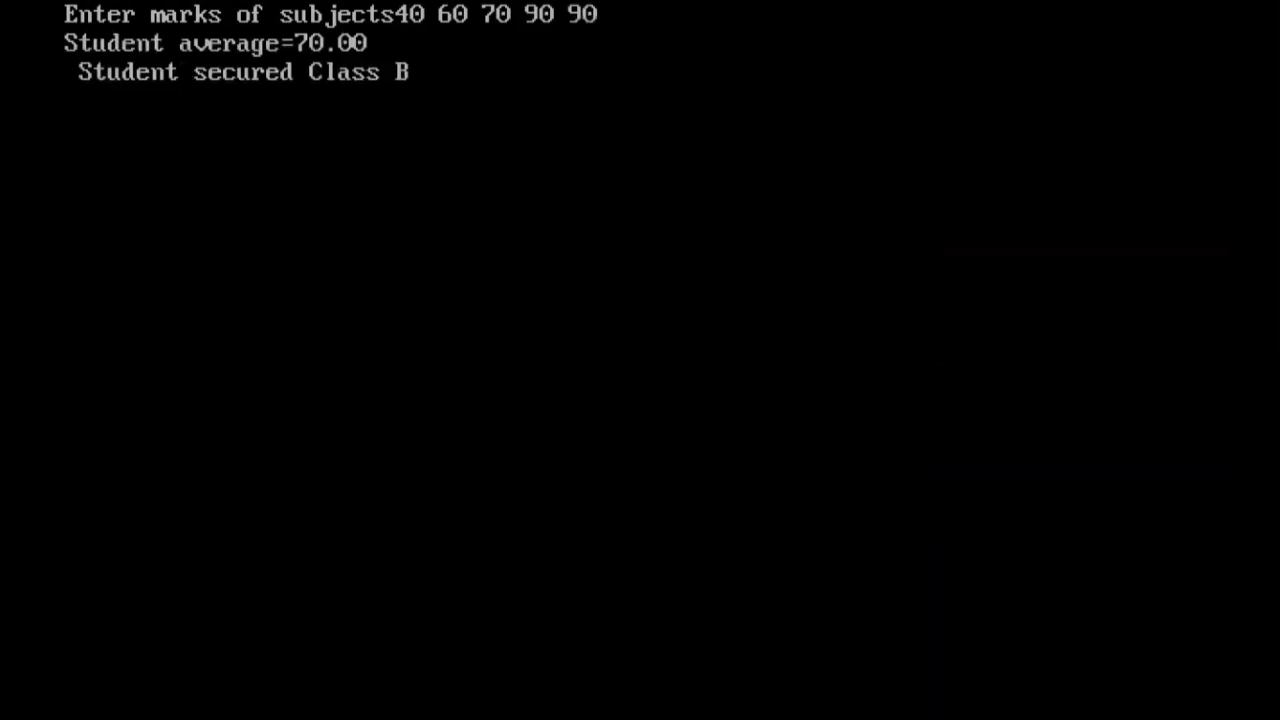 Enter marks of subjects40 60 70 90 90
Student average=70.00
Student secured Class B